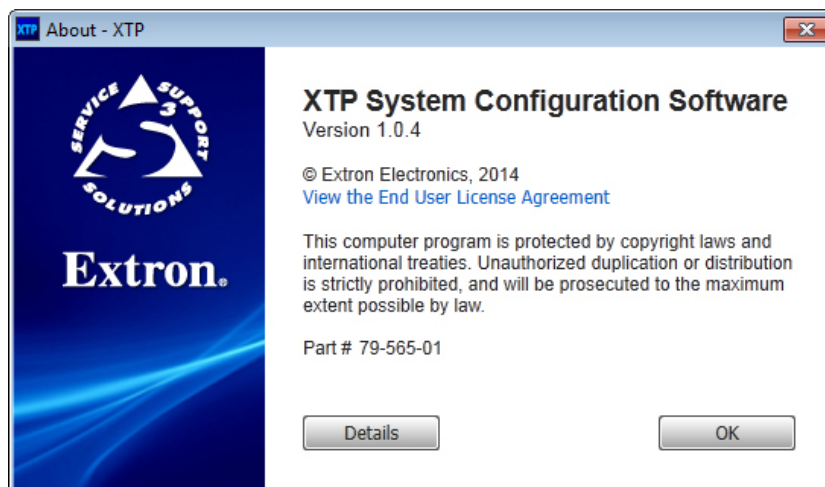 XTP About - XTP
SERVICE SUPPORT SOLUTIONS
S3
Extron®
XTP System Configuration Software
Version 1.0.4
© Extron Electronics, 2014
View the End User License Agreement
This computer program is protected by copyright laws and
international treaties. Unauthorized duplication or distribution
is strictly prohibited, and will be prosecuted to the maximum
extent possible by law.
Part # 79-565-01
Details
OK